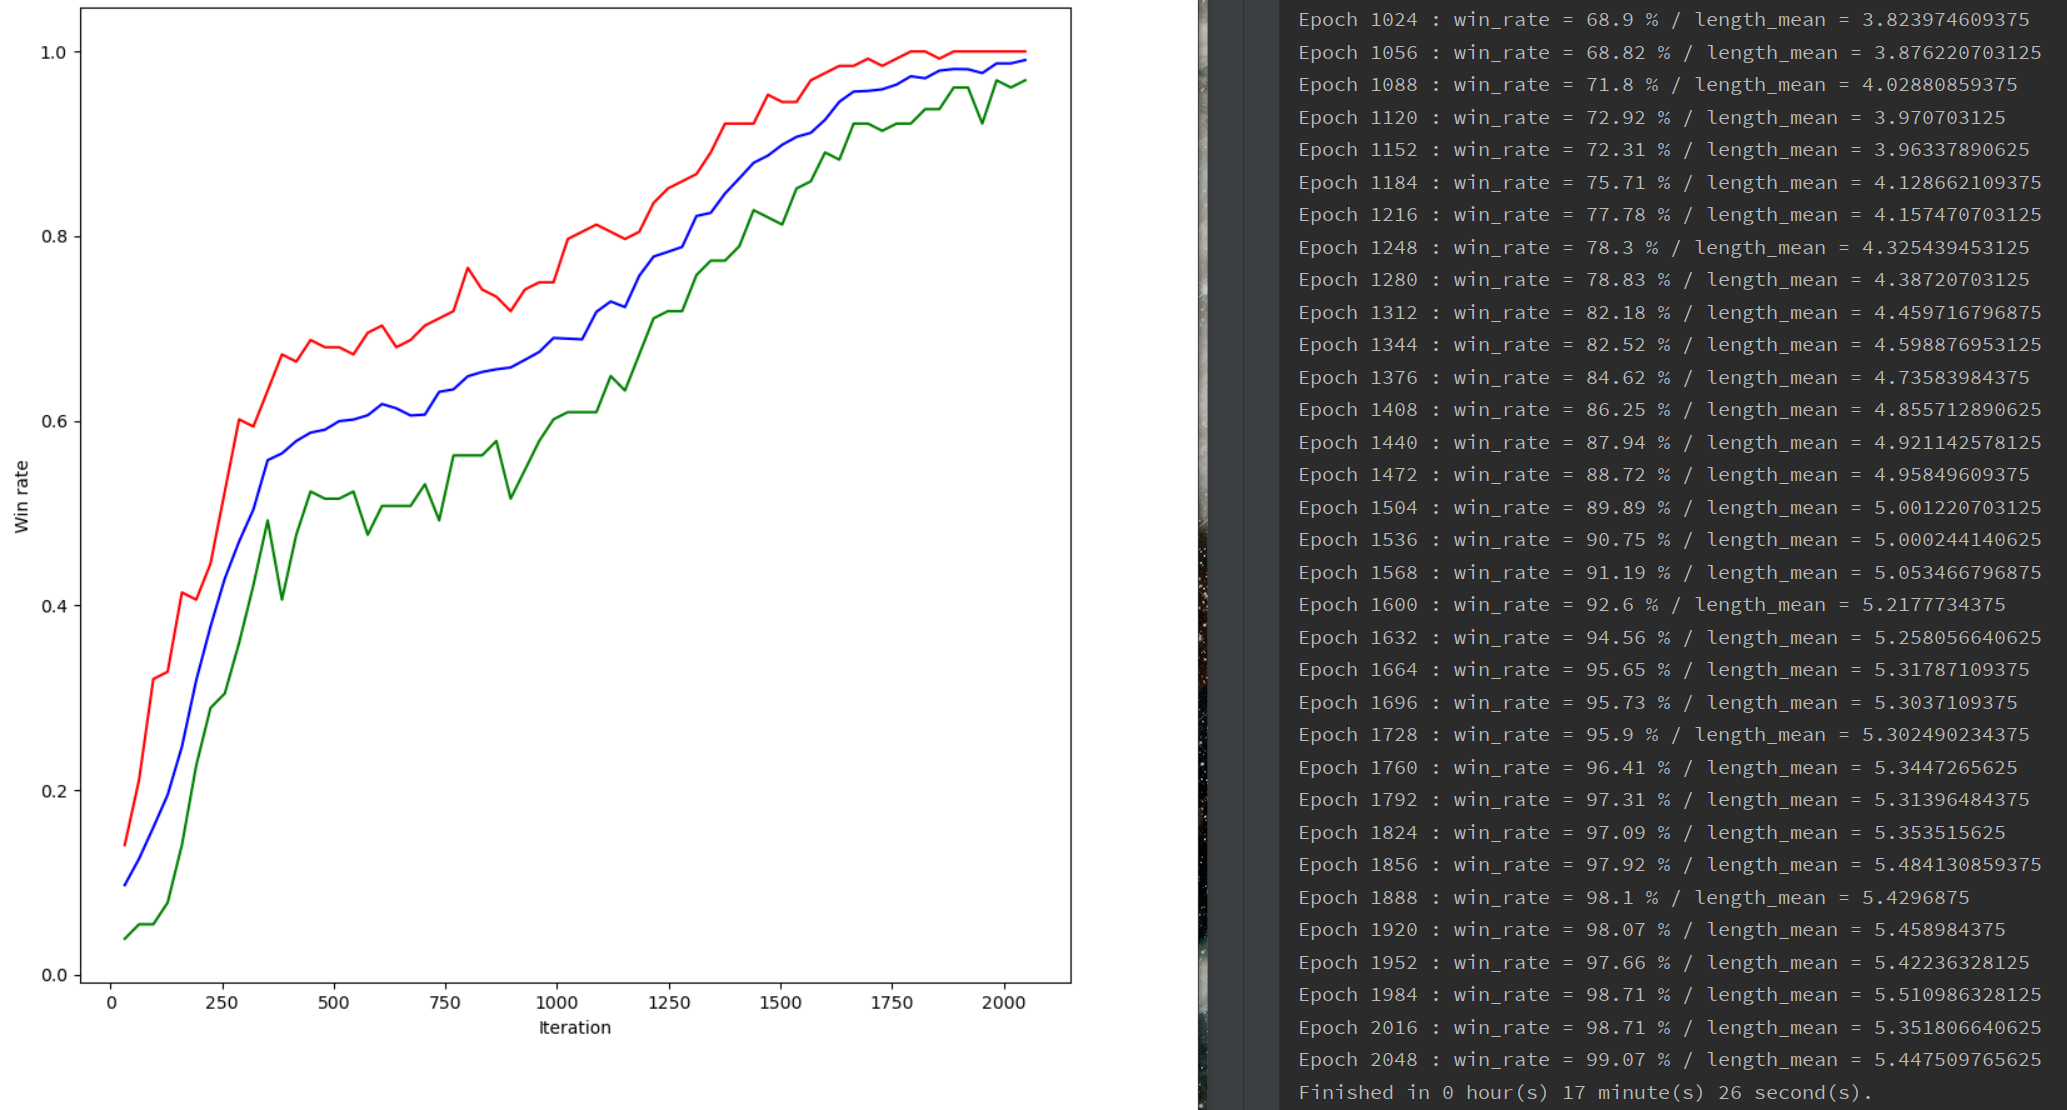 1.0
0.8
0.6
0.4
0.2
0.0
Win rate
0 250 500 750 1000 1250 1500 1750 2000
Iteration
Epoch 1024 : win_rate = 68.9 % / length_mean = 3.823974609375
Epoch 1056 : win_rate = 68.82 % / length_mean = 3.876220703125
Epoch 1088 : win_rate = 71.8 % / length_mean = 4.02880859375
Epoch 1120 : win_rate = 72.92 % / length_mean = 3.970703125
Epoch 1152 : win_rate = 72.31 % / length_mean = 3.96337890625
Epoch 1184 : win_rate = 75.71 % / length_mean = 4.128662109375
Epoch 1216 : win_rate = 77.78 % / length_mean = 4.157470703125
Epoch 1248 : win_rate = 78.3 % / length_mean = 4.325439453125
Epoch 1280 : win_rate = 78.83 % / length_mean = 4.38720703125
Epoch 1312 : win_rate = 82.18 % / length_mean = 4.459716796875
Epoch 1344 : win_rate = 82.52 % / length_mean = 4.598876953125
Epoch 1376 : win_rate = 84.62 % / length_mean = 4.73583984375
Epoch 1408 : win_rate = 86.25 % / length_mean = 4.855712890625
Epoch 1440 : win_rate = 87.94 % / length_mean = 4.921142578125
Epoch 1472 : win_rate = 88.72 % / length_mean = 4.95849609375
Epoch 1504 : win_rate = 89.89 % / length_mean = 5.001220703125
Epoch 1536 : win_rate = 90.75 % / length_mean = 5.000244140625
Epoch 1568 : win_rate = 91.19 % / length_mean = 5.053466796875
Epoch 1600 : win_rate = 92.6 % / length_mean = 5.2177734375
Epoch 1632 : win_rate = 94.56 % / length_mean = 5.258056640625
Epoch 1664 : win_rate = 95.65 % / length_mean = 5.31787109375
Epoch 1696 : win_rate = 95.73 % / length_mean = 5.3037109375
Epoch 1728 : win_rate = 95.9 % / length_mean = 5.302490234375
Epoch 1760 : win_rate = 96.41 % / length_mean = 5.3447265625
Epoch 1792 : win_rate = 97.31 % / length_mean = 5.31396484375
Epoch 1824 : win_rate = 97.09 % / length_mean = 5.353515625
Epoch 1856 : win_rate = 97.92 % / length_mean = 5.484130859375
Epoch 1888 : win_rate = 98.1 % / length_mean = 5.4296875
Epoch 1920 : win_rate = 98.07 % / length_mean = 5.458984375
Epoch 1952 : win_rate = 97.66 % / length_mean = 5.42236328125
Epoch 1984 : win_rate = 98.71 % / length_mean = 5.510986328125
Epoch 2016 : win_rate = 98.71 % / length_mean = 5.351806640625
Epoch 2048 : win_rate = 99.07 % / length_mean = 5.447509765625
Finished in 0 hour(s) 17 minute(s) 26 second(s).